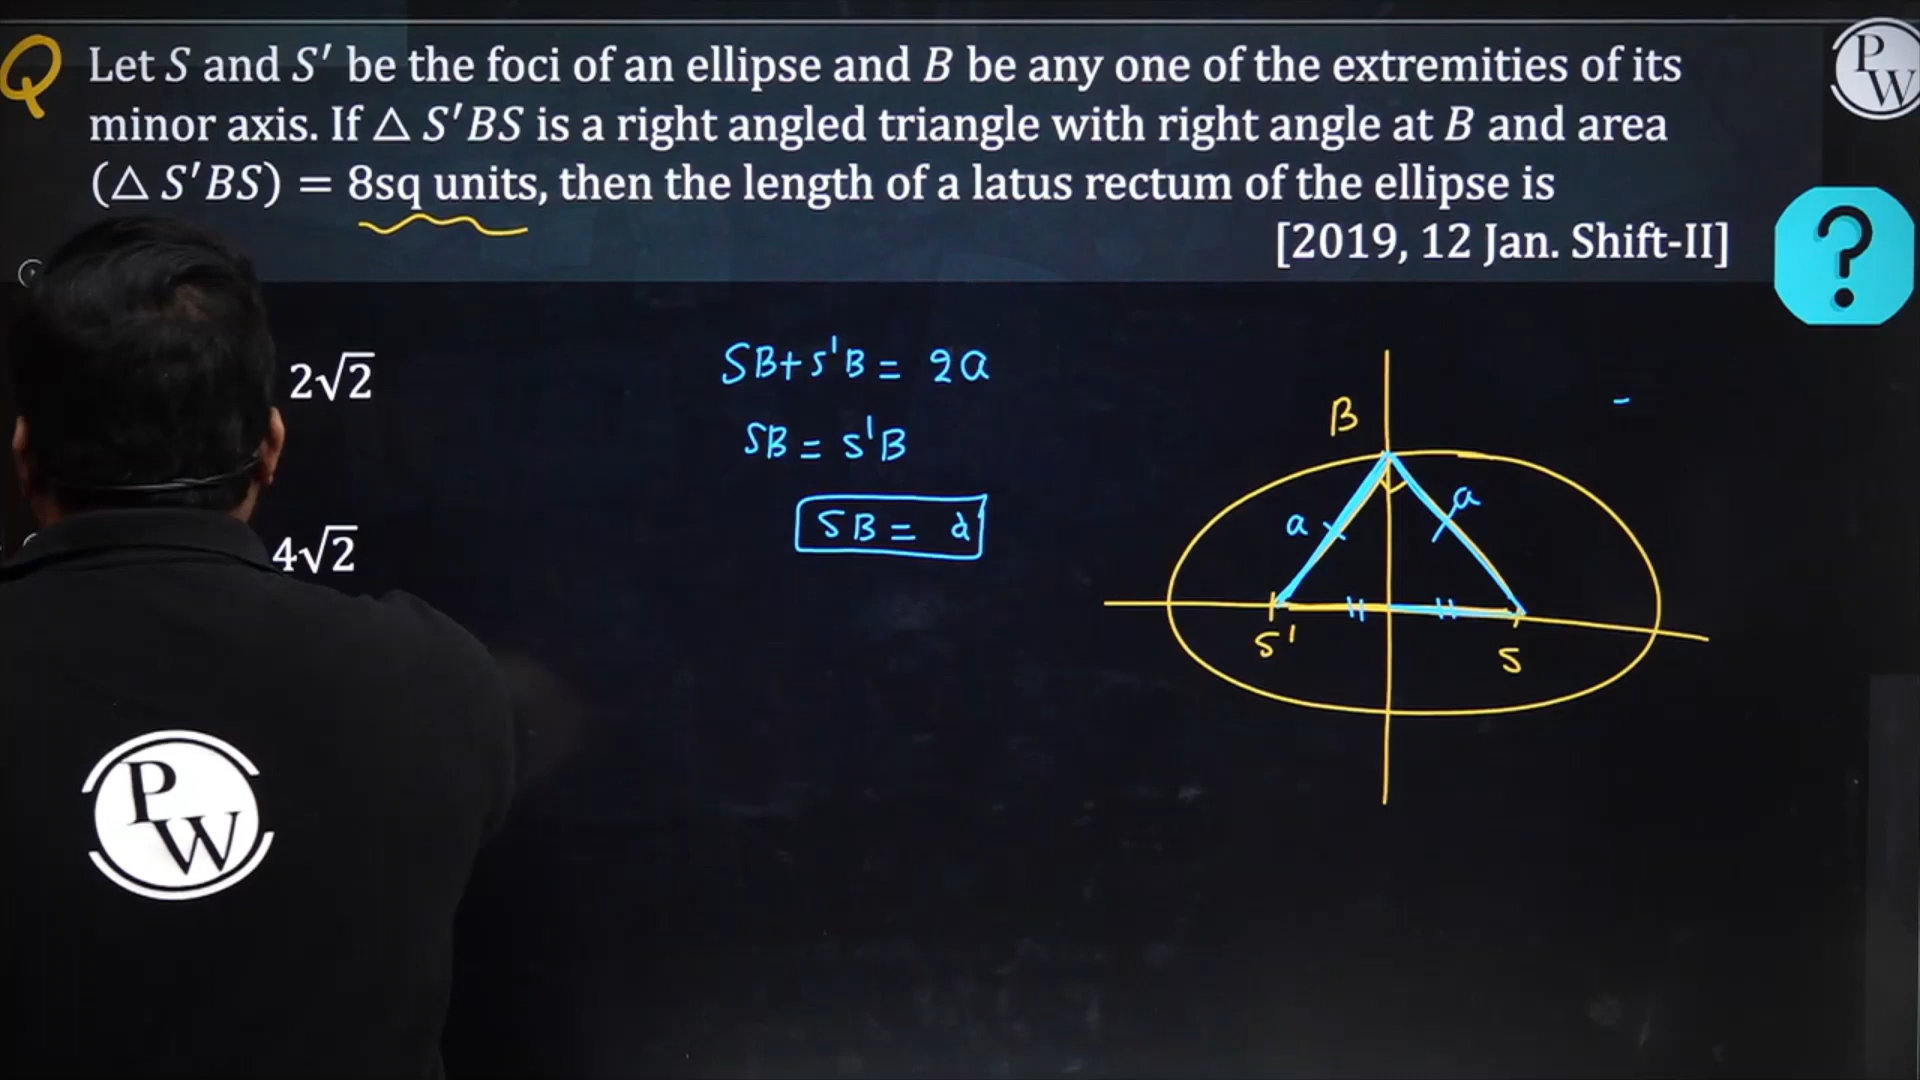 Q Let S and S′ be the foci of an ellipse and B be any one of the extremities of its
minor axis. If △ S′BS is a right angled triangle with right angle at B and area
(△ S′BS) = 8sq units, then the length of a latus rectum of the ellipse is
[2019, 12 Jan. Shift-II]
PW
?
2√2
4√2
SB+S'B = 2a
SB = S'B
SB = a
B
a
a
S'
S
PW